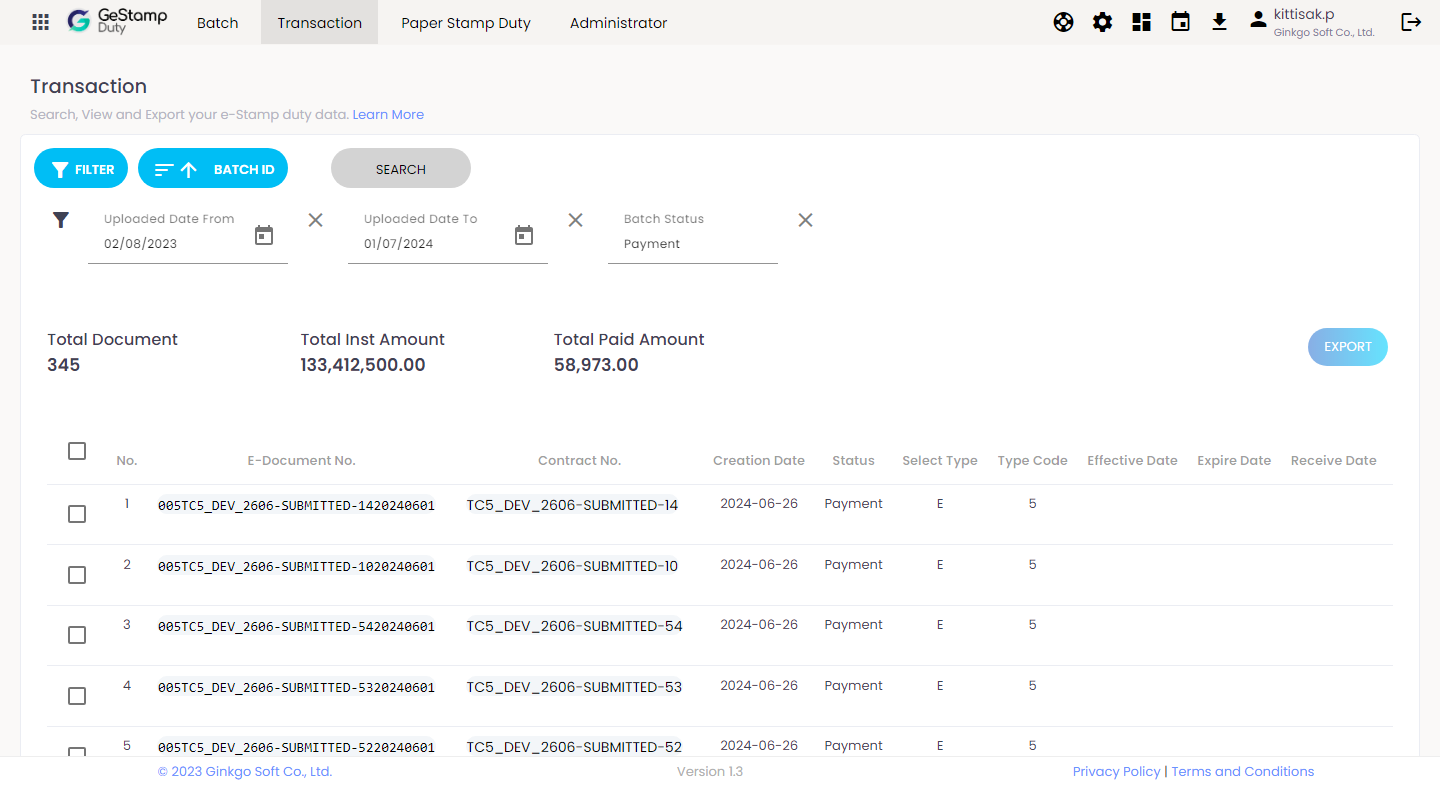 GeStamp Duty Batch Transaction Paper Stamp Duty Administrator kittisak.p
Ginkgo Soft Co., Ltd.
Transaction
Search, View and Export your e-Stamp duty data. Learn More
FILTER BATCH ID SEARCH
Uploaded Date From Uploaded Date To Batch Status
02/08/2023 01/07/2024 Payment
Total Document Total Inst Amount Total Paid Amount
345 133,412,500.00 58,973.00
EXPORT
No. E-Document No. Contract No. Creation Date Status Select Type Type Code Effective Date Expire Date Receive Date
1 005TC5_DEV_2606-SUBMITTED-1420240601 TC5_DEV_2606-SUBMITTED-14 2024-06-26 Payment E 5
2 005TC5_DEV_2606-SUBMITTED-1020240601 TC5_DEV_2606-SUBMITTED-10 2024-06-26 Payment E 5
3 005TC5_DEV_2606-SUBMITTED-5420240601 TC5_DEV_2606-SUBMITTED-54 2024-06-26 Payment E 5
4 005TC5_DEV_2606-SUBMITTED-5320240601 TC5_DEV_2606-SUBMITTED-53 2024-06-26 Payment E 5
5 005TC5_DEV_2606-SUBMITTED-5220240601 TC5_DEV_2606-SUBMITTED-52 2024-06-26 Payment E 5
© 2023 Ginkgo Soft Co., Ltd. Version 1.3 Privacy Policy | Terms and Conditions